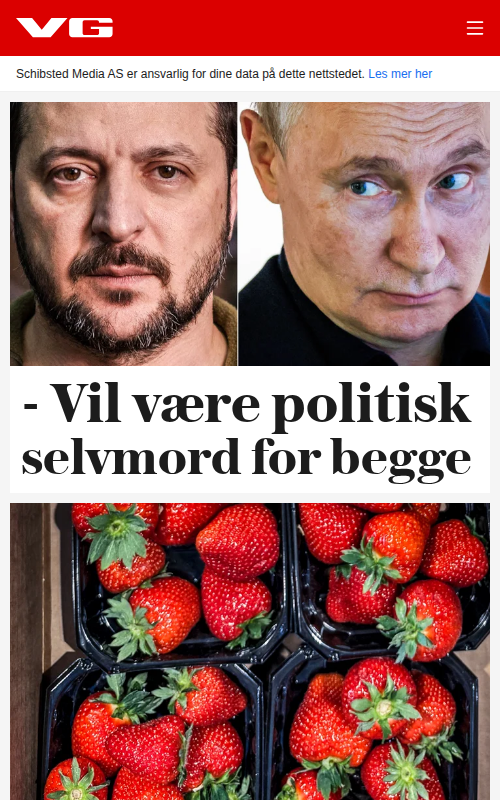 VG
Schibsted Media AS er ansvarlig for dine data på dette nettstedet. Les mer her
- Vil være politisk
selvmord for begge